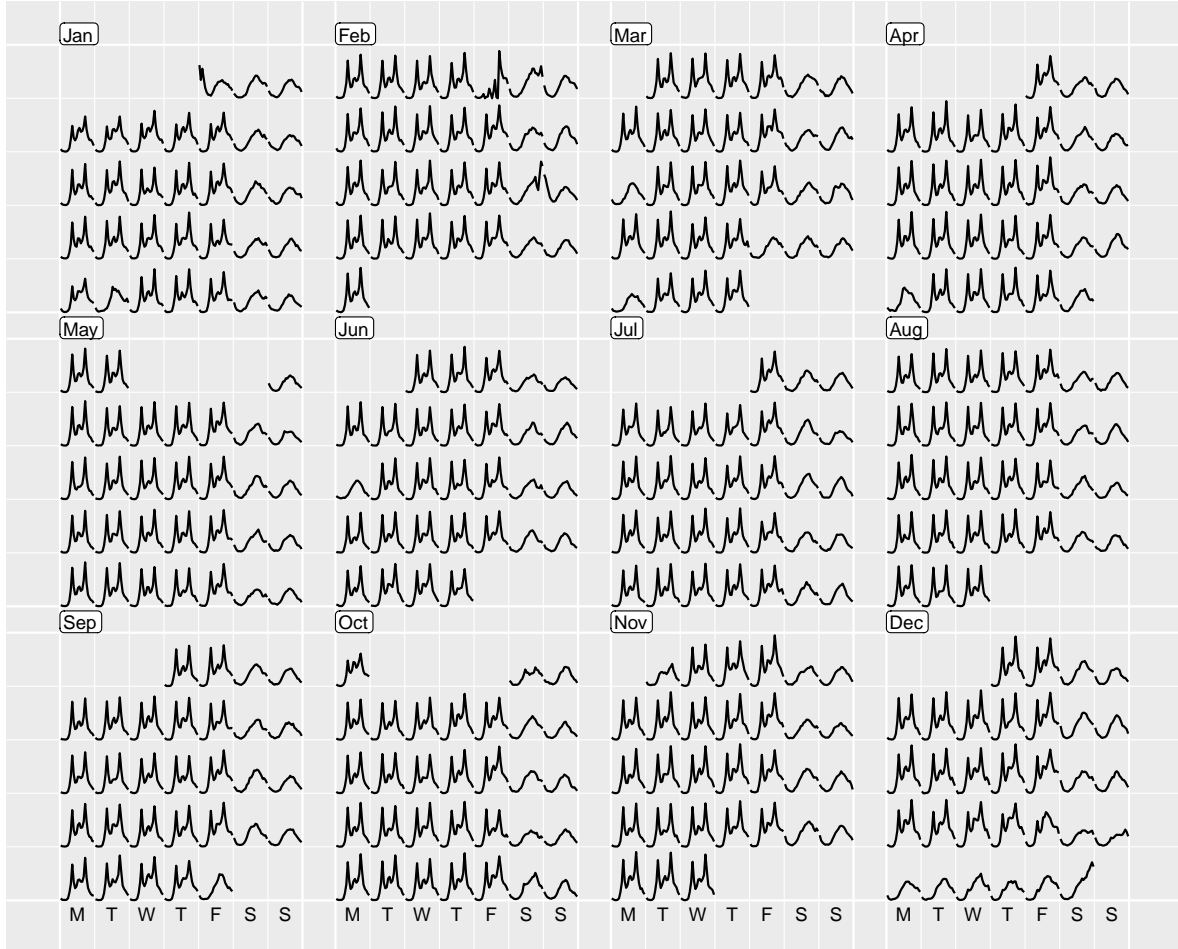 Jan Feb Mar Apr
May Jun Jul Aug
Sep Oct Nov Dec
M T W T F S S M T W T F S S M T W T F S S M T W T F S S